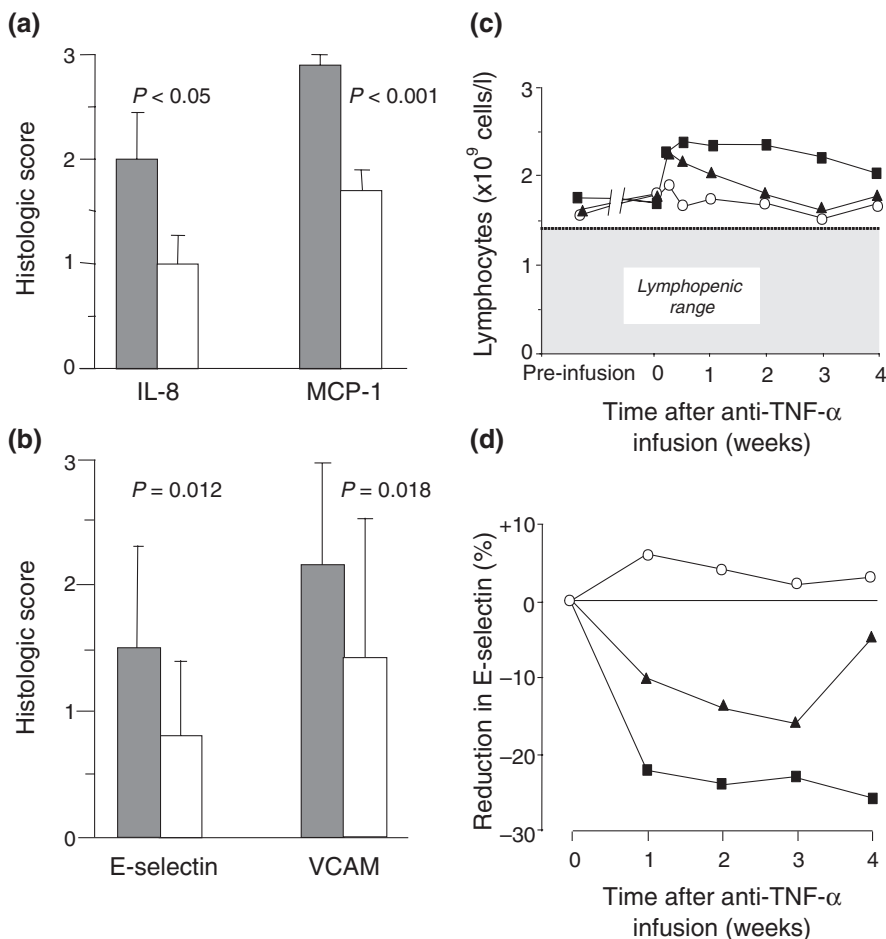 (a)
3
2
1
0
Histologic score
P < 0.05
P < 0.001
IL-8
MCP-1
(b)
3
2
1
0
Histologic score
P = 0.012
P = 0.018
E-selectin
VCAM
(c)
3
2
1
0
Lymphocytes (x10⁹ cells/l)
Lymphopenic
range
Pre-infusion 0 1 2 3 4
Time after anti-TNF-α
infusion (weeks)
(d)
+10
0
−10
−20
−30
Reduction in E-selectin (%)
0 1 2 3 4
Time after anti-TNF-α
infusion (weeks)